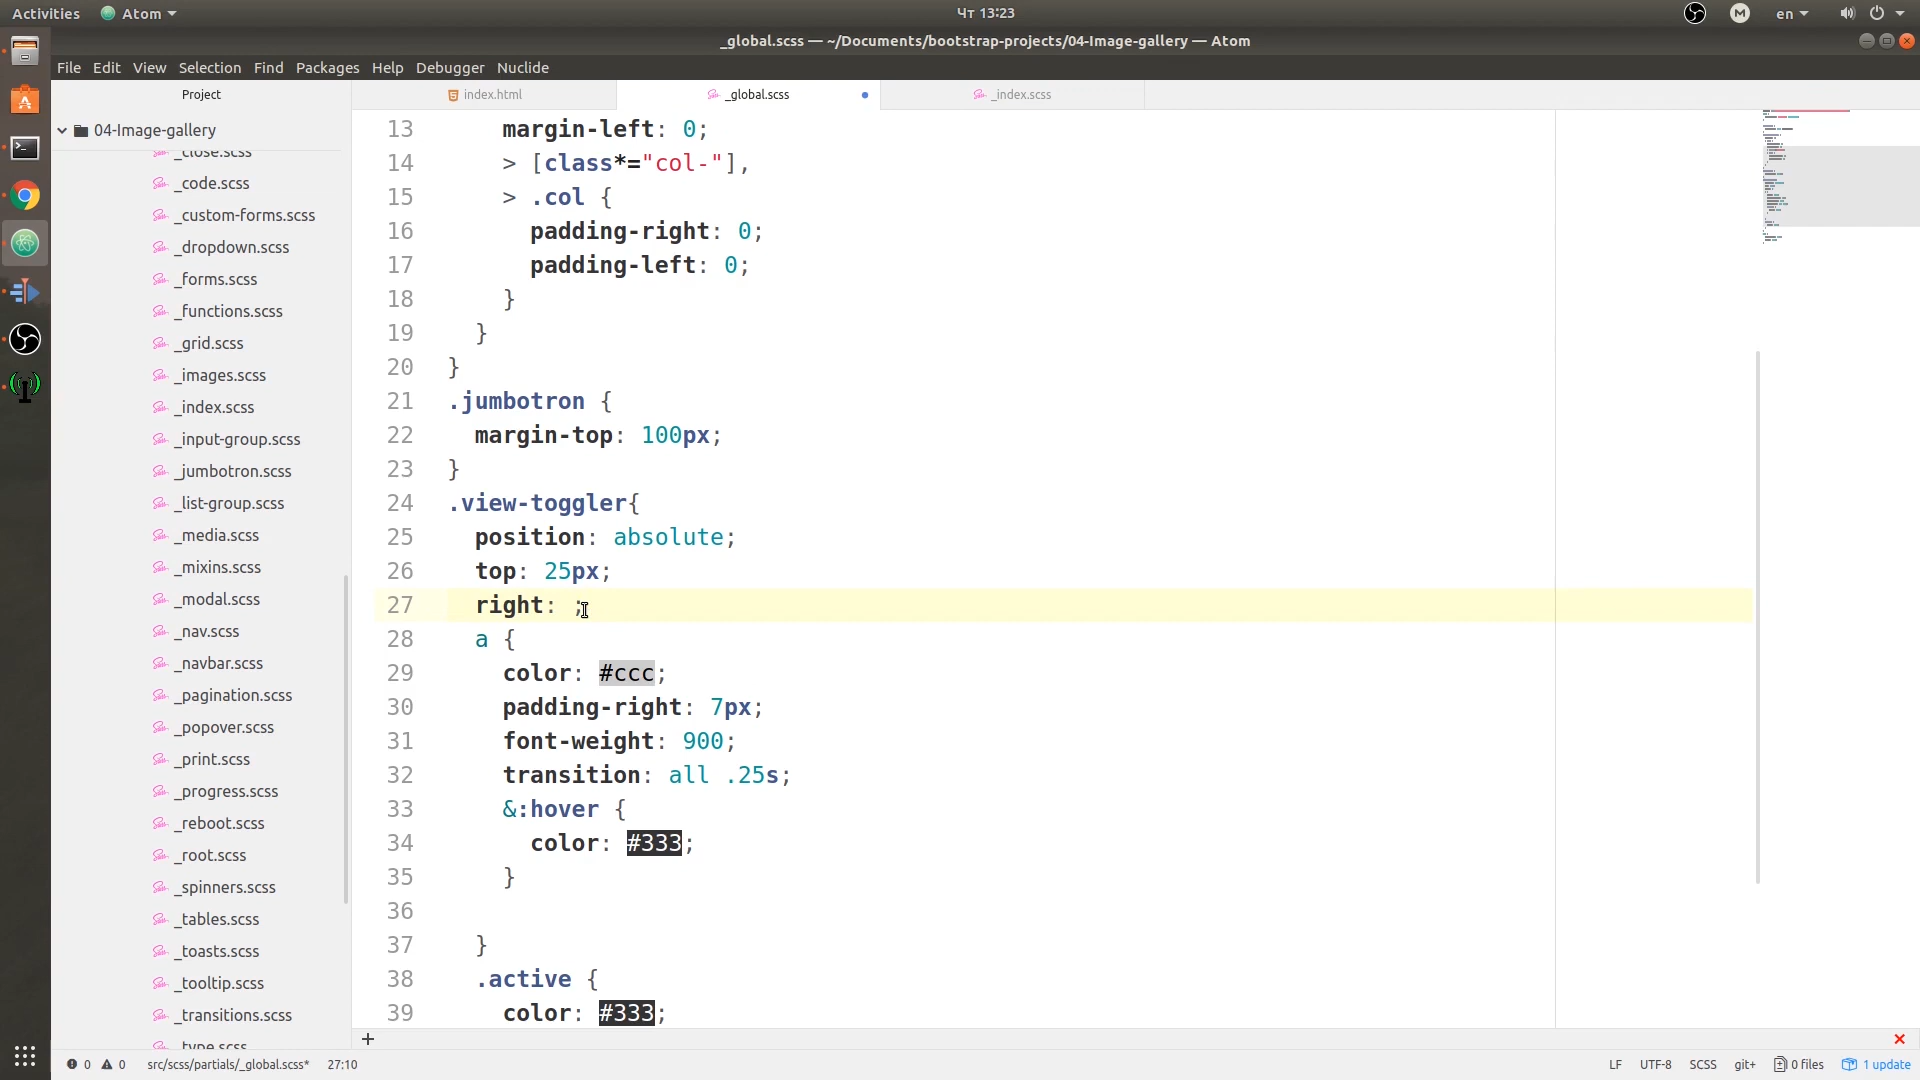 Activities
Atom
Чт 13:23
en
_global.scss — ~/Documents/bootstrap-projects/04-Image-gallery — Atom
File Edit View Selection Find Packages Help Debugger Nuclide
Project
index.html
_global.scss
_index.scss
04-Image-gallery
_close.scss
_code.scss
_custom-forms.scss
_dropdown.scss
_forms.scss
_functions.scss
_grid.scss
_images.scss
_index.scss
_input-group.scss
_jumbotron.scss
_list-group.scss
_media.scss
_mixins.scss
_modal.scss
_nav.scss
_navbar.scss
_pagination.scss
_popover.scss
_print.scss
_progress.scss
_reboot.scss
_root.scss
_spinners.scss
_tables.scss
_toasts.scss
_tooltip.scss
_transitions.scss
_type.scss
13 margin-left: 0;
14 > [class*="col-"],
15 > .col {
16 padding-right: 0;
17 padding-left: 0;
18 }
19 }
20 }
21 .jumbotron {
22 margin-top: 100px;
23 }
24 .view-toggler{
25 position: absolute;
26 top: 25px;
27 right: ;
28 a {
29 color: #ccc;
30 padding-right: 7px;
31 font-weight: 900;
32 transition: all .25s;
33 &:hover {
34 color: #333;
35 }
36
37 }
38 .active {
39 color: #333;
+
0 0 src/scss/partials/_global.scss* 27:10
LF UTF-8 SCSS git+ 0 files 1 update